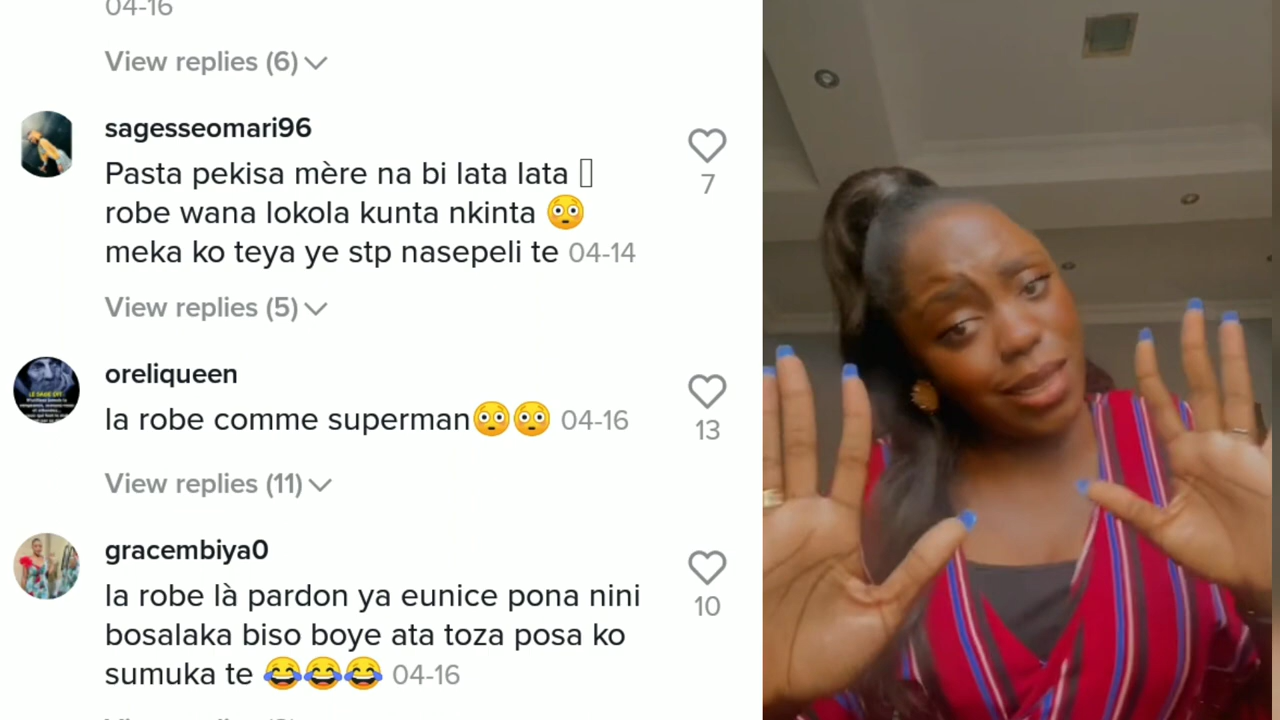 04-16
View replies (6)
sagesseomari96
Pasta pekisa mère na bi lata lata
robe wana lokola kunta nkinta 😳
meka ko teya ye stp nasepeli te 04-14
7
View replies (5)
oreliqueen
la robe comme superman😳😳 04-16
13
View replies (11)
gracembiya0
la robe là pardon ya eunice pona nini
bosalaka biso boye ata toza posa ko
sumuka te 😂😂😂 04-16
10